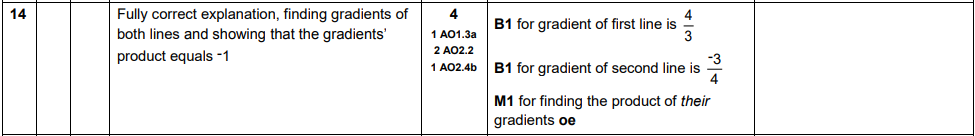 14
Fully correct explanation, finding gradients of
both lines and showing that the gradients'
product equals -1
4
1 AO1.3a
2 AO2.2
1 AO2.4b
B1 for gradient of first line is 4/3
B1 for gradient of second line is -3/4
M1 for finding the product of their
gradients oe